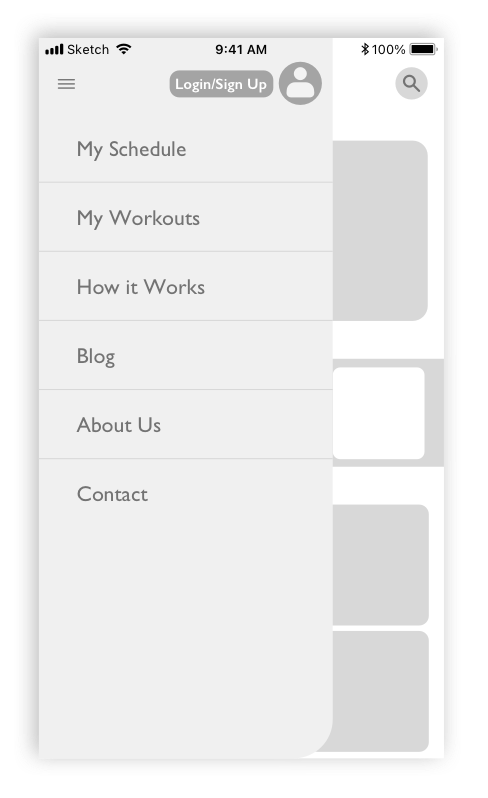 Sketch 9:41 AM 100%
Login/Sign Up
My Schedule
My Workouts
How it Works
Blog
About Us
Contact